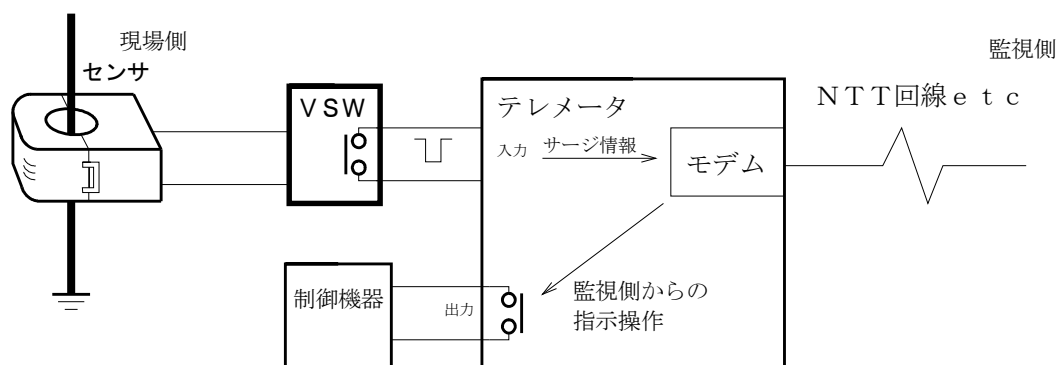 現場側
監視側
センサ
VSW
テレメータ
NTT回線etc
入力
サージ情報
モデム
制御機器
出力
監視側からの
指示操作